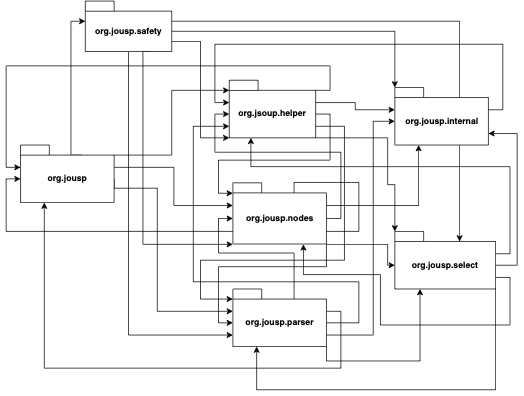 org.jousp.safety
org.jsoup.helper
org.jousp.internal
org.jousp
org.jousp.nodes
org.jousp.select
org.jousp.parser